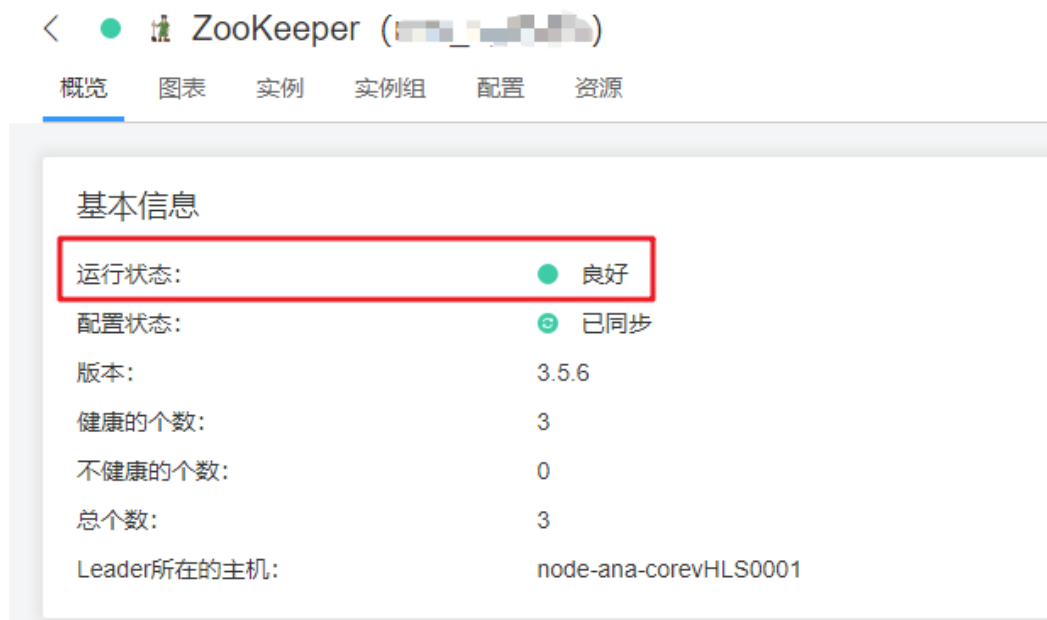 ZooKeeper
概览 图表 实例 实例组 配置 资源
基本信息
运行状态: 良好
配置状态: 已同步
版本: 3.5.6
健康的个数: 3
不健康的个数: 0
总个数: 3
Leader所在的主机: node-ana-corevHLS0001